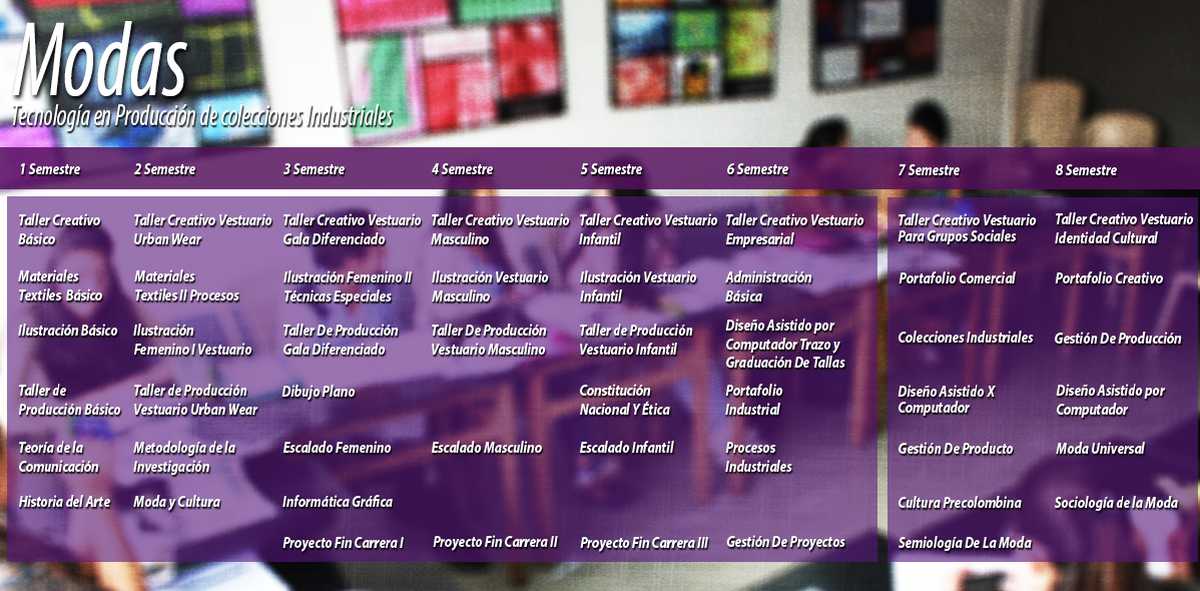 Modas
Tecnología en Producción de colecciones Industriales
1 Semestre
2 Semestre
3 Semestre
4 Semestre
5 Semestre
6 Semestre
7 Semestre
8 Semestre
Taller Creativo
Básico
Taller Creativo Vestuario
Urban Wear
Taller Creativo Vestuario
Gala Diferenciado
Taller Creativo Vestuario
Masculino
Taller Creativo Vestuario
Infantil
Taller Creativo Vestuario
Empresarial
Taller Creativo Vestuario
Para Grupos Sociales
Taller Creativo Vestuario
Identidad Cultural
Materiales
Textiles Básico
Materiales
Textiles II Procesos
Ilustración Femenino II
Técnicas Especiales
Ilustración Vestuario
Masculino
Ilustración Vestuario
Infantil
Administración
Básica
Portafolio Comercial
Portafolio Creativo
Ilustración Básico
Ilustración
Femenino I Vestuario
Taller De Producción
Gala Diferenciado
Taller De Producción
Vestuario Masculino
Taller de Producción
Vestuario Infantil
Diseño Asistido por
Computador Trazo y
Graduación De Tallas
Colecciones Industriales
Gestión De Producción
Taller de
Producción Básico
Taller de Producción
Vestuario Urban Wear
Dibujo Plano
Constitución
Nacional Y Ética
Portafolio
Industrial
Diseño Asistido X
Computador
Diseño Asistido por
Computador
Teoría de la
Comunicación
Metodología de la
Investigación
Escalado Femenino
Escalado Masculino
Escalado Infantil
Procesos
Industriales
Gestión De Producto
Moda Universal
Historia del Arte
Moda y Cultura
Informática Gráfica
Cultura Precolombina
Sociología de la Moda
Proyecto Fin Carrera I
Proyecto Fin Carrera II
Proyecto Fin Carrera III
Gestión De Proyectos
Semiología De La Moda